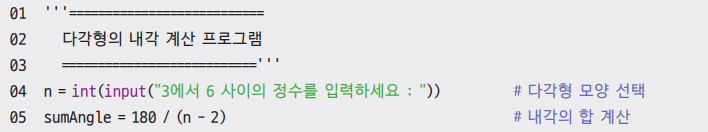 01 '''===========================
02 다각형의 내각 계산 프로그램
03 ==========================='''
04 n = int(input("3에서 6 사이의 정수를 입력하세요 : ")) # 다각형 모양 선택
05 sumAngle = 180 / (n - 2) # 내각의 합 계산